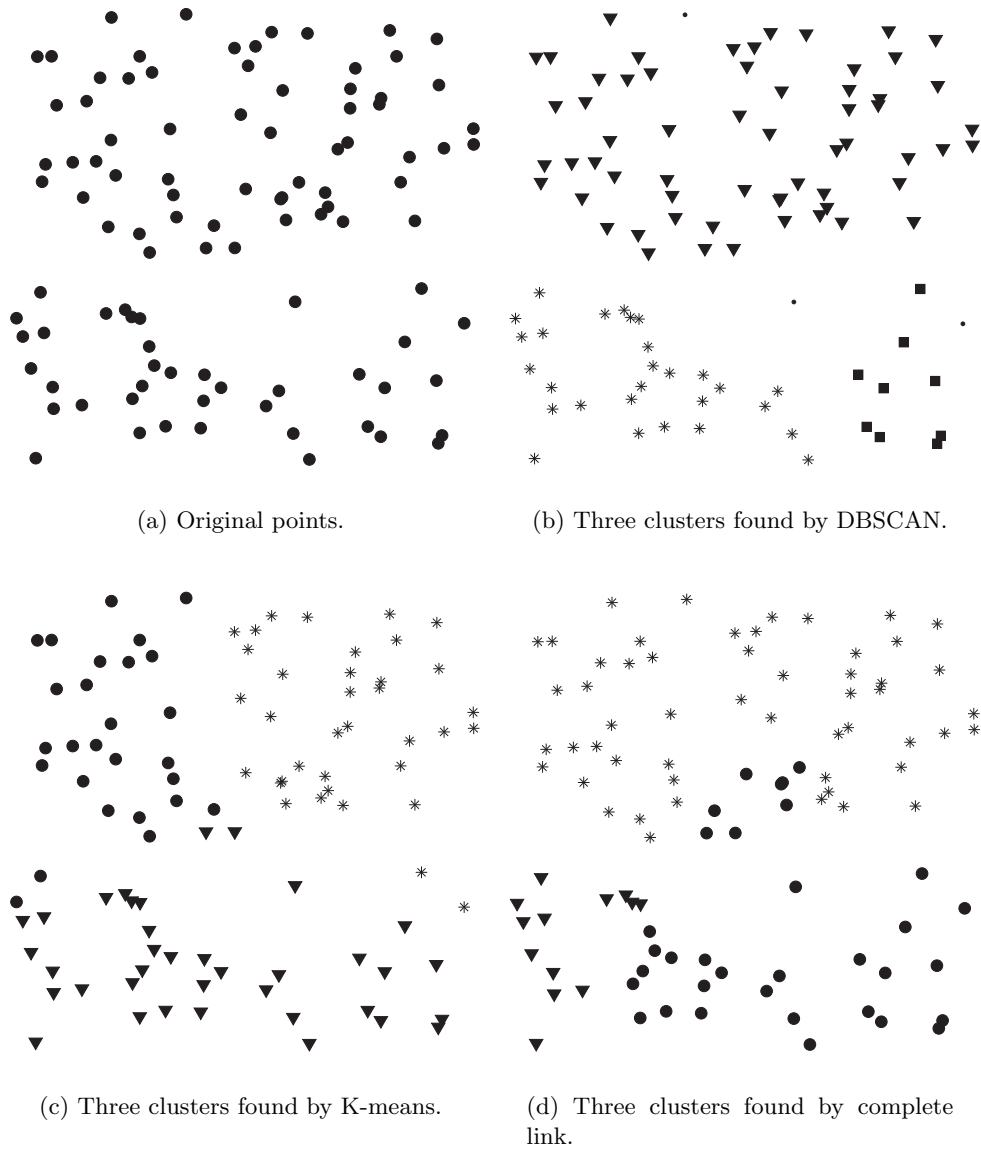 (a) Original points.
(b) Three clusters found by DBSCAN.
(c) Three clusters found by K-means.
(d) Three clusters found by complete
link.